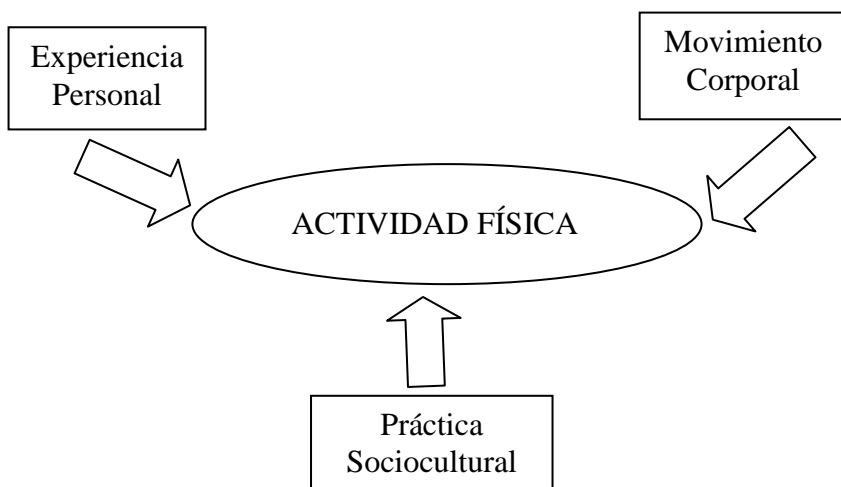 Experiencia
Personal
Movimiento
Corporal
ACTIVIDAD FÍSICA
Práctica
Sociocultural